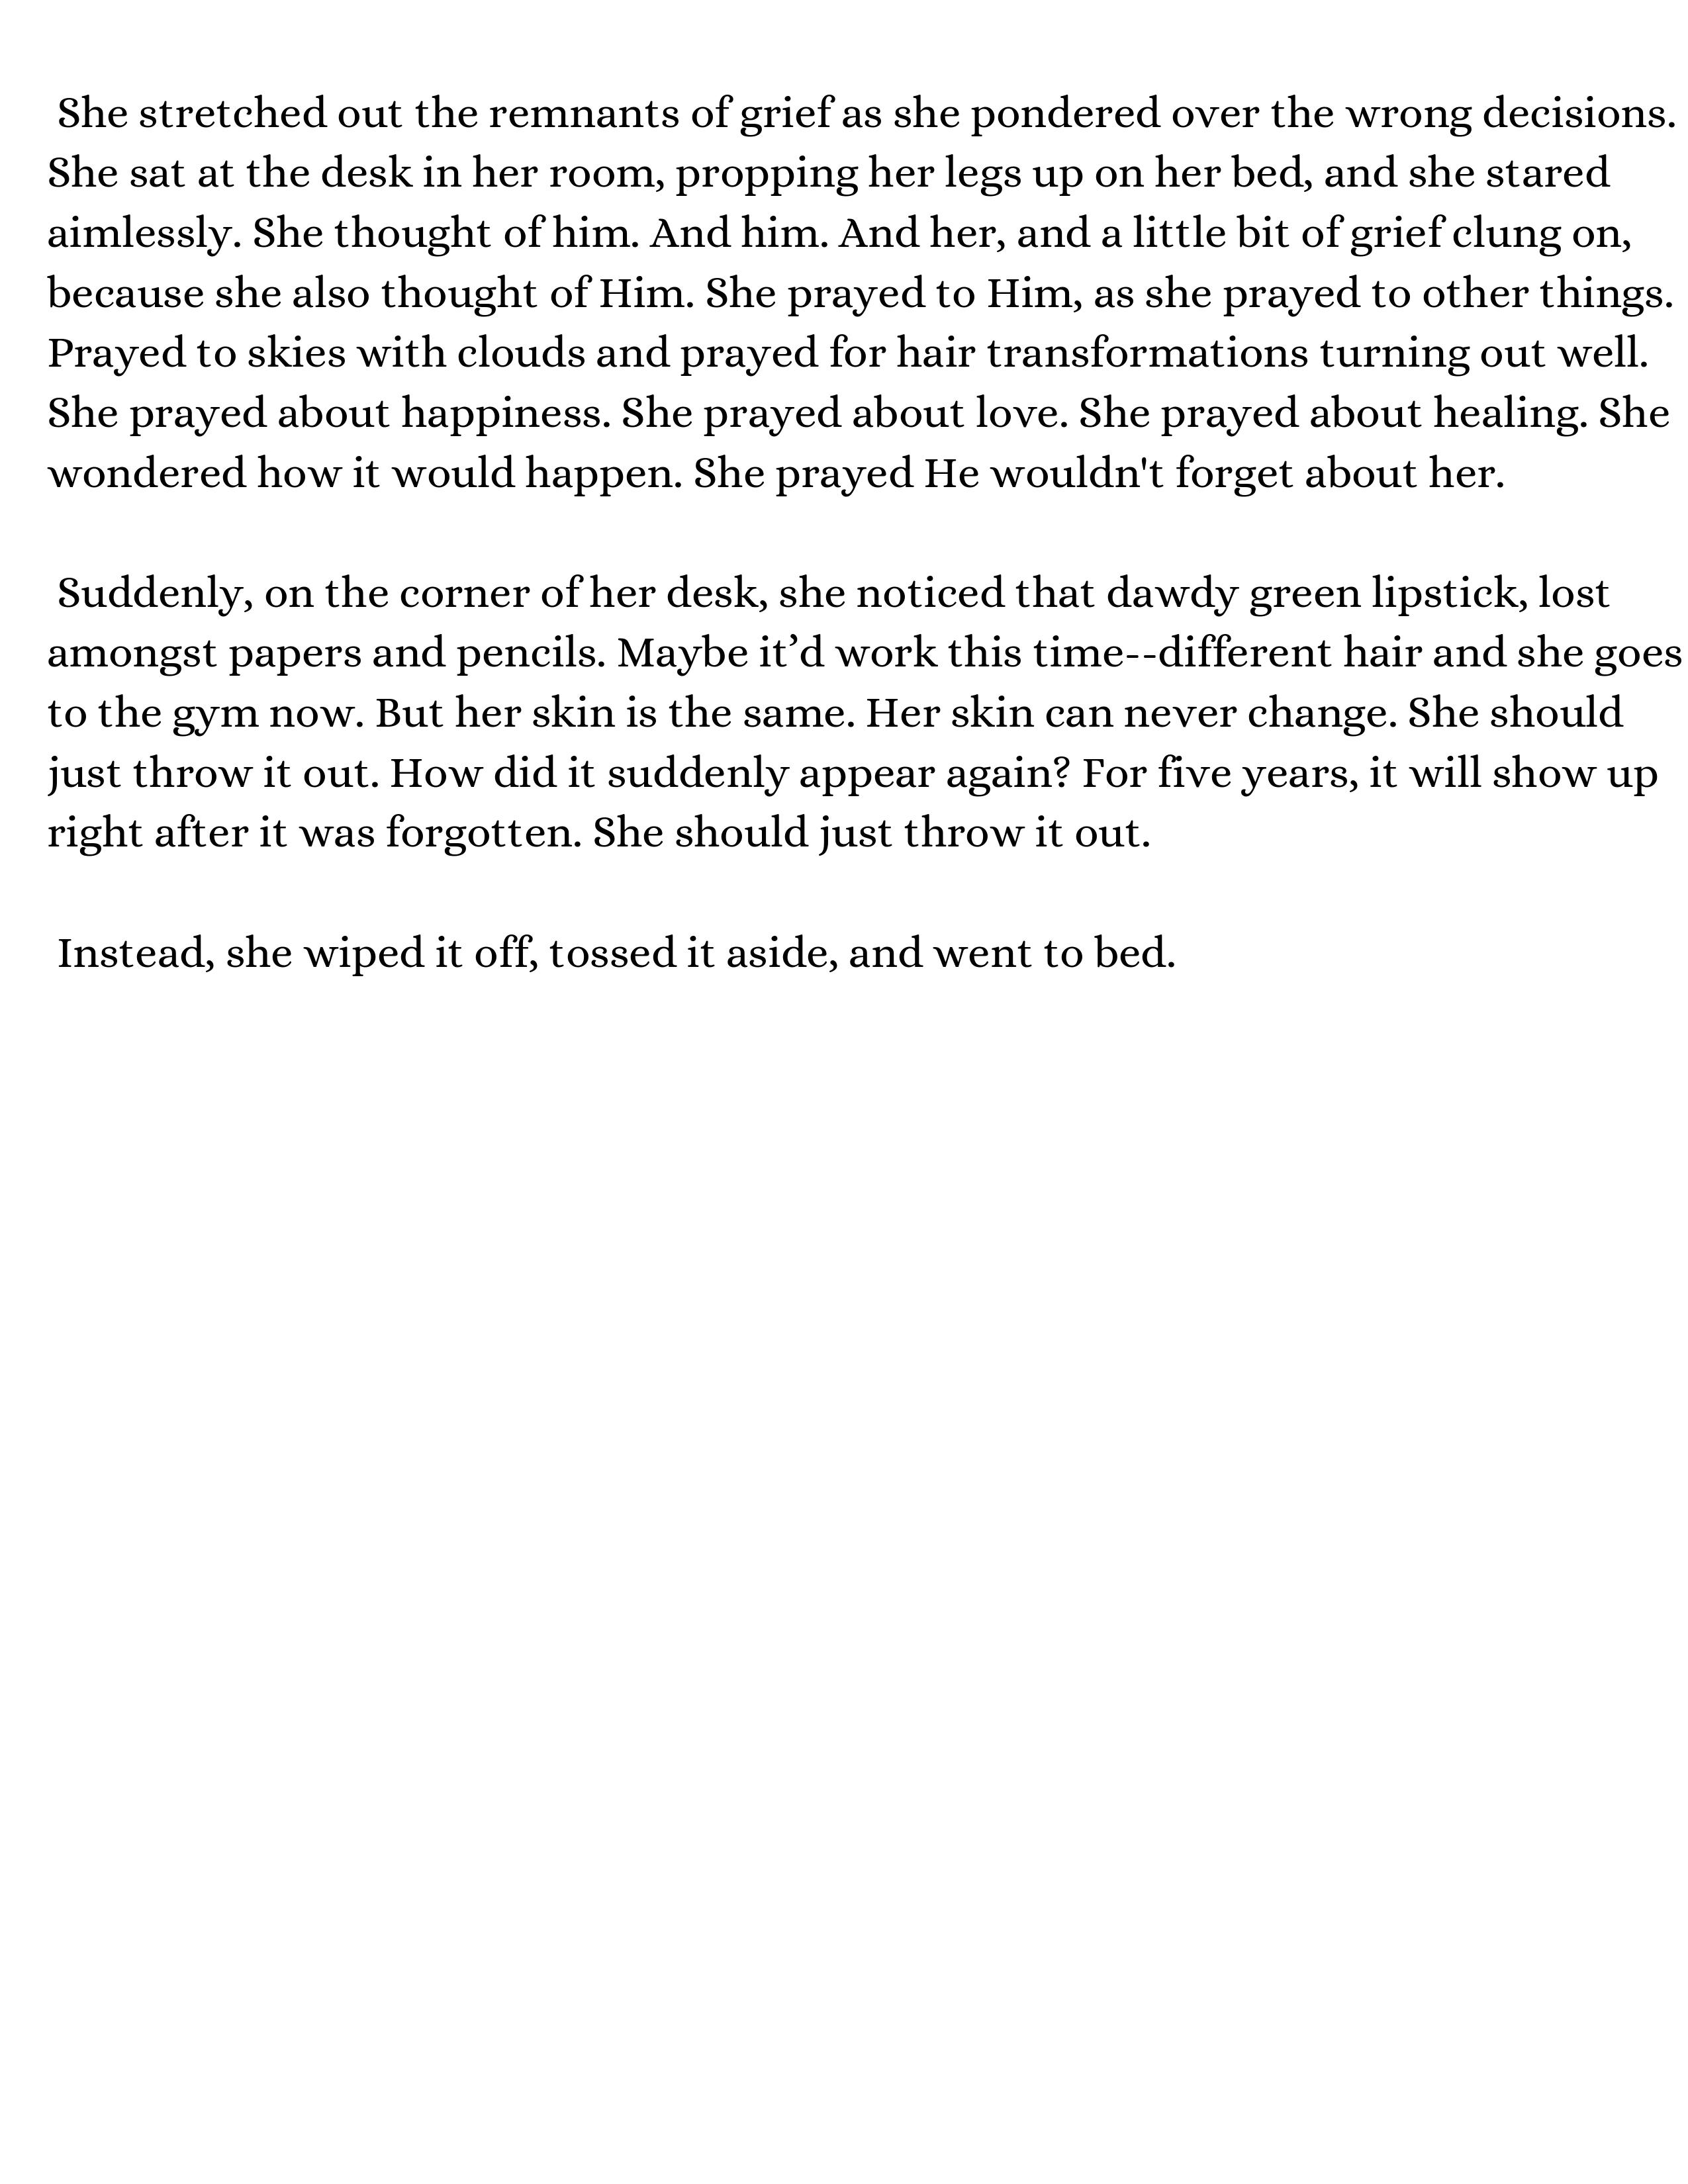 She stretched out the remnants of grief as she pondered over the wrong decisions.
She sat at the desk in her room, propping her legs up on her bed, and she stared
aimlessly. She thought of him. And him. And her, and a little bit of grief clung on,
because she also thought of Him. She prayed to Him, as she prayed to other things.
Prayed to skies with clouds and prayed for hair transformations turning out well.
She prayed about happiness. She prayed about love. She prayed about healing. She
wondered how it would happen. She prayed He wouldn't forget about her.
Suddenly, on the corner of her desk, she noticed that dawdy green lipstick, lost
amongst papers and pencils. Maybe it’d work this time--different hair and she goes
to the gym now. But her skin is the same. Her skin can never change. She should
just throw it out. How did it suddenly appear again? For five years, it will show up
right after it was forgotten. She should just throw it out.
Instead, she wiped it off, tossed it aside, and went to bed.